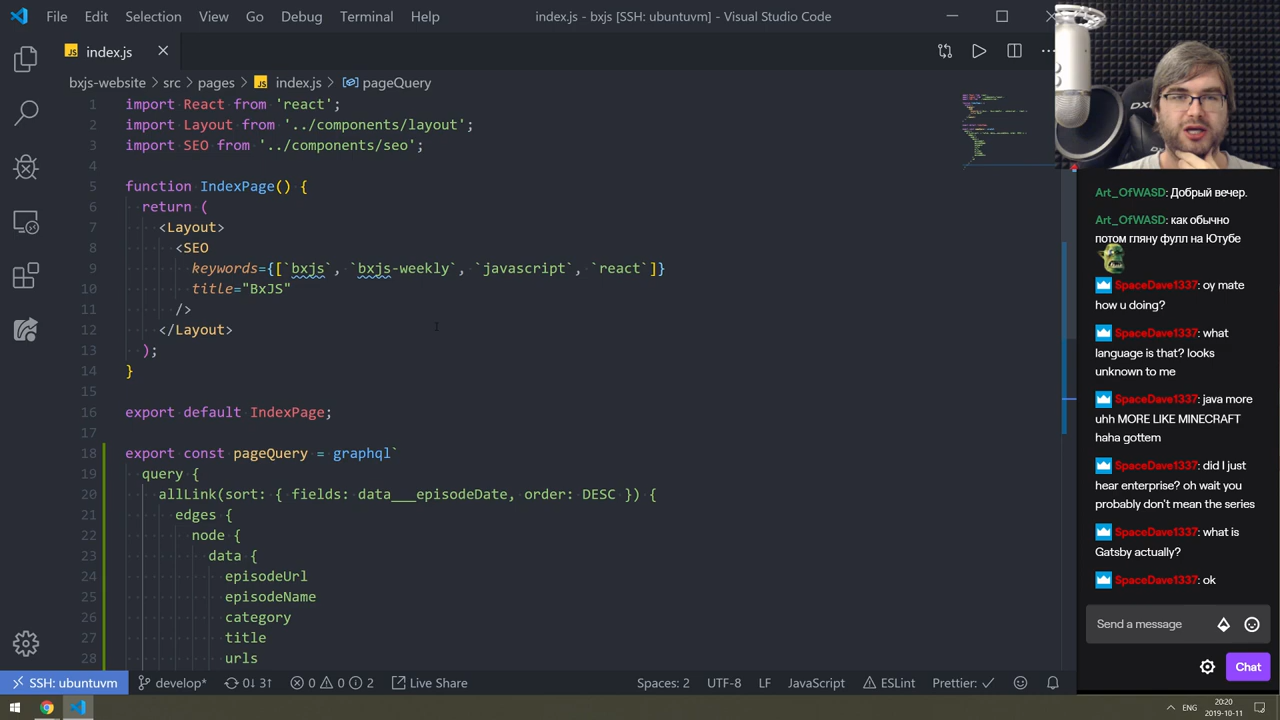 File Edit Selection View Go Debug Terminal Help
index.js - bxjs [SSH: ubuntuvm] - Visual Studio Code
JS index.js
bxjs-website › src › pages › JS index.js › pageQuery
1 import React from 'react';
2 import Layout from '../components/layout';
3 import SEO from '../components/seo';
4
5 function IndexPage() {
6 return (
7 <Layout>
8 <SEO
9 keywords={[`bxjs`, `bxjs-weekly`, `javascript`, `react`]}
10 title="BxJS"
11 />
12 </Layout>
13 );
14 }
15
16 export default IndexPage;
17
18 export const pageQuery = graphql`
19 query {
20 allLink(sort: { fields: data___episodeDate, order: DESC }) {
21 edges {
22 node {
23 data {
24 episodeUrl
25 episodeName
26 category
27 title
28 urls
Art_OfWASD: Добрый вечер.
Art_OfWASD: как обычно
потом гляну фулл на Ютубе
SpaceDave1337: oy mate
how u doing?
SpaceDave1337: what
language is that? looks
unknown to me
SpaceDave1337: java more
uhh MORE LIKE MINECRAFT
haha gottem
SpaceDave1337: did I just
hear enterprise? oh wait you
probably don't mean the series
SpaceDave1337: what is
Gatsby actually?
SpaceDave1337: ok
Send a message
Chat
SSH: ubuntuvm develop* 0↓ 3↑ 0 0 2 Live Share Spaces: 2 UTF-8 LF JavaScript ESLint Prettier: ✓
ENG 20:20
2019-10-11